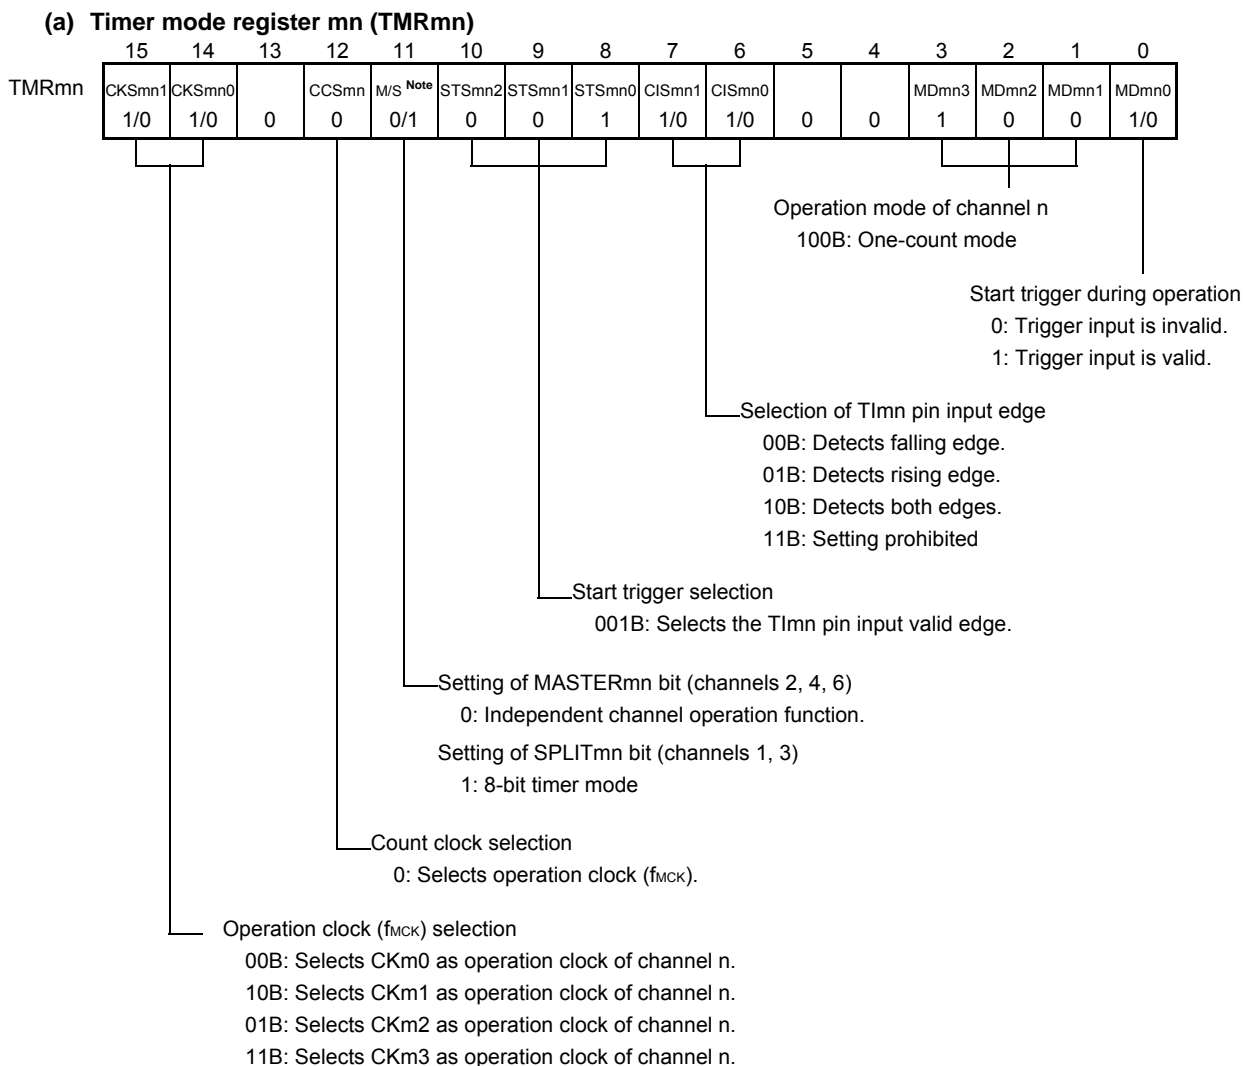 (a) Timer mode register mn (TMRmn)
15 14 13 12 11 10 9 8 7 6 5 4 3 2 1 0
TMRmn CKSmn1 CKSmn0 CCSmn M/S Note STSmn2 STSmn1 STSmn0 CISmn1 CISmn0 MDmn3 MDmn2 MDmn1 MDmn0
1/0 1/0 0 0 0/1 0 0 1 1/0 1/0 0 0 1 0 0 1/0
Operation mode of channel n
100B: One-count mode
Start trigger during operation
0: Trigger input is invalid.
1: Trigger input is valid.
Selection of TImn pin input edge
00B: Detects falling edge.
01B: Detects rising edge.
10B: Detects both edges.
11B: Setting prohibited
Start trigger selection
001B: Selects the TImn pin input valid edge.
Setting of MASTERmn bit (channels 2, 4, 6)
0: Independent channel operation function.
Setting of SPLITmn bit (channels 1, 3)
1: 8-bit timer mode
Count clock selection
0: Selects operation clock (fMCK).
Operation clock (fMCK) selection
00B: Selects CKm0 as operation clock of channel n.
10B: Selects CKm1 as operation clock of channel n.
01B: Selects CKm2 as operation clock of channel n.
11B: Selects CKm3 as operation clock of channel n.